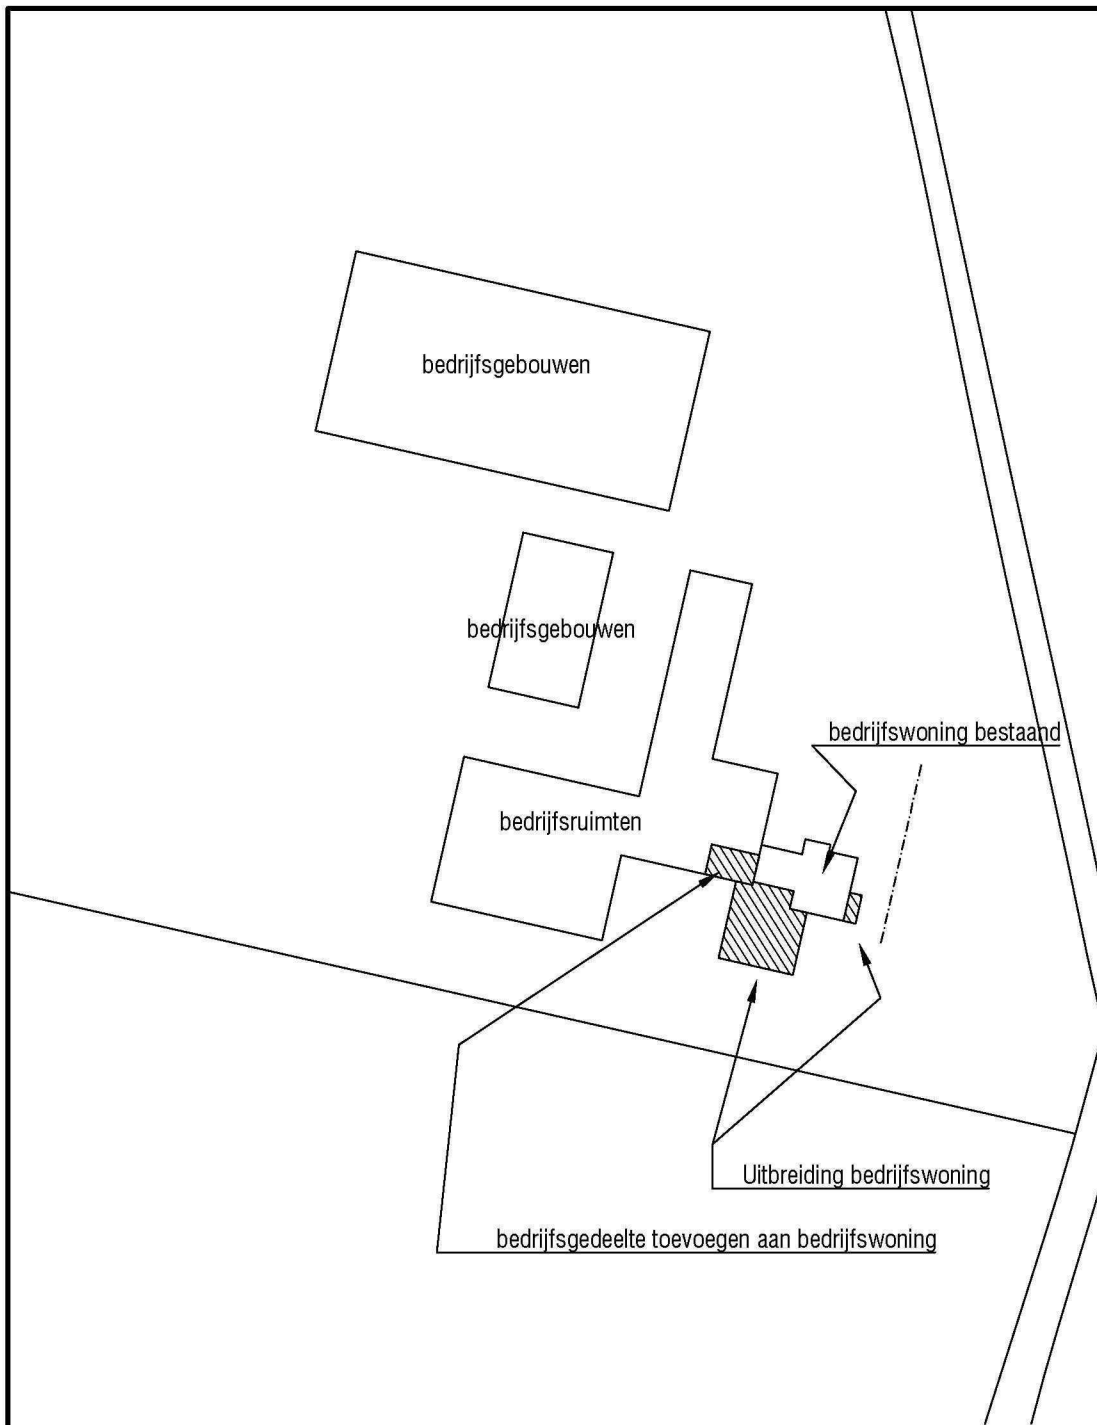 bedrijfsgebouwen
bedrijfsgebouwen
bedrijfswoning bestaand
bedrijfsruimten
Uitbreiding bedrijfswoning
bedrijfsgedeelte toevoegen aan bedrijfswoning